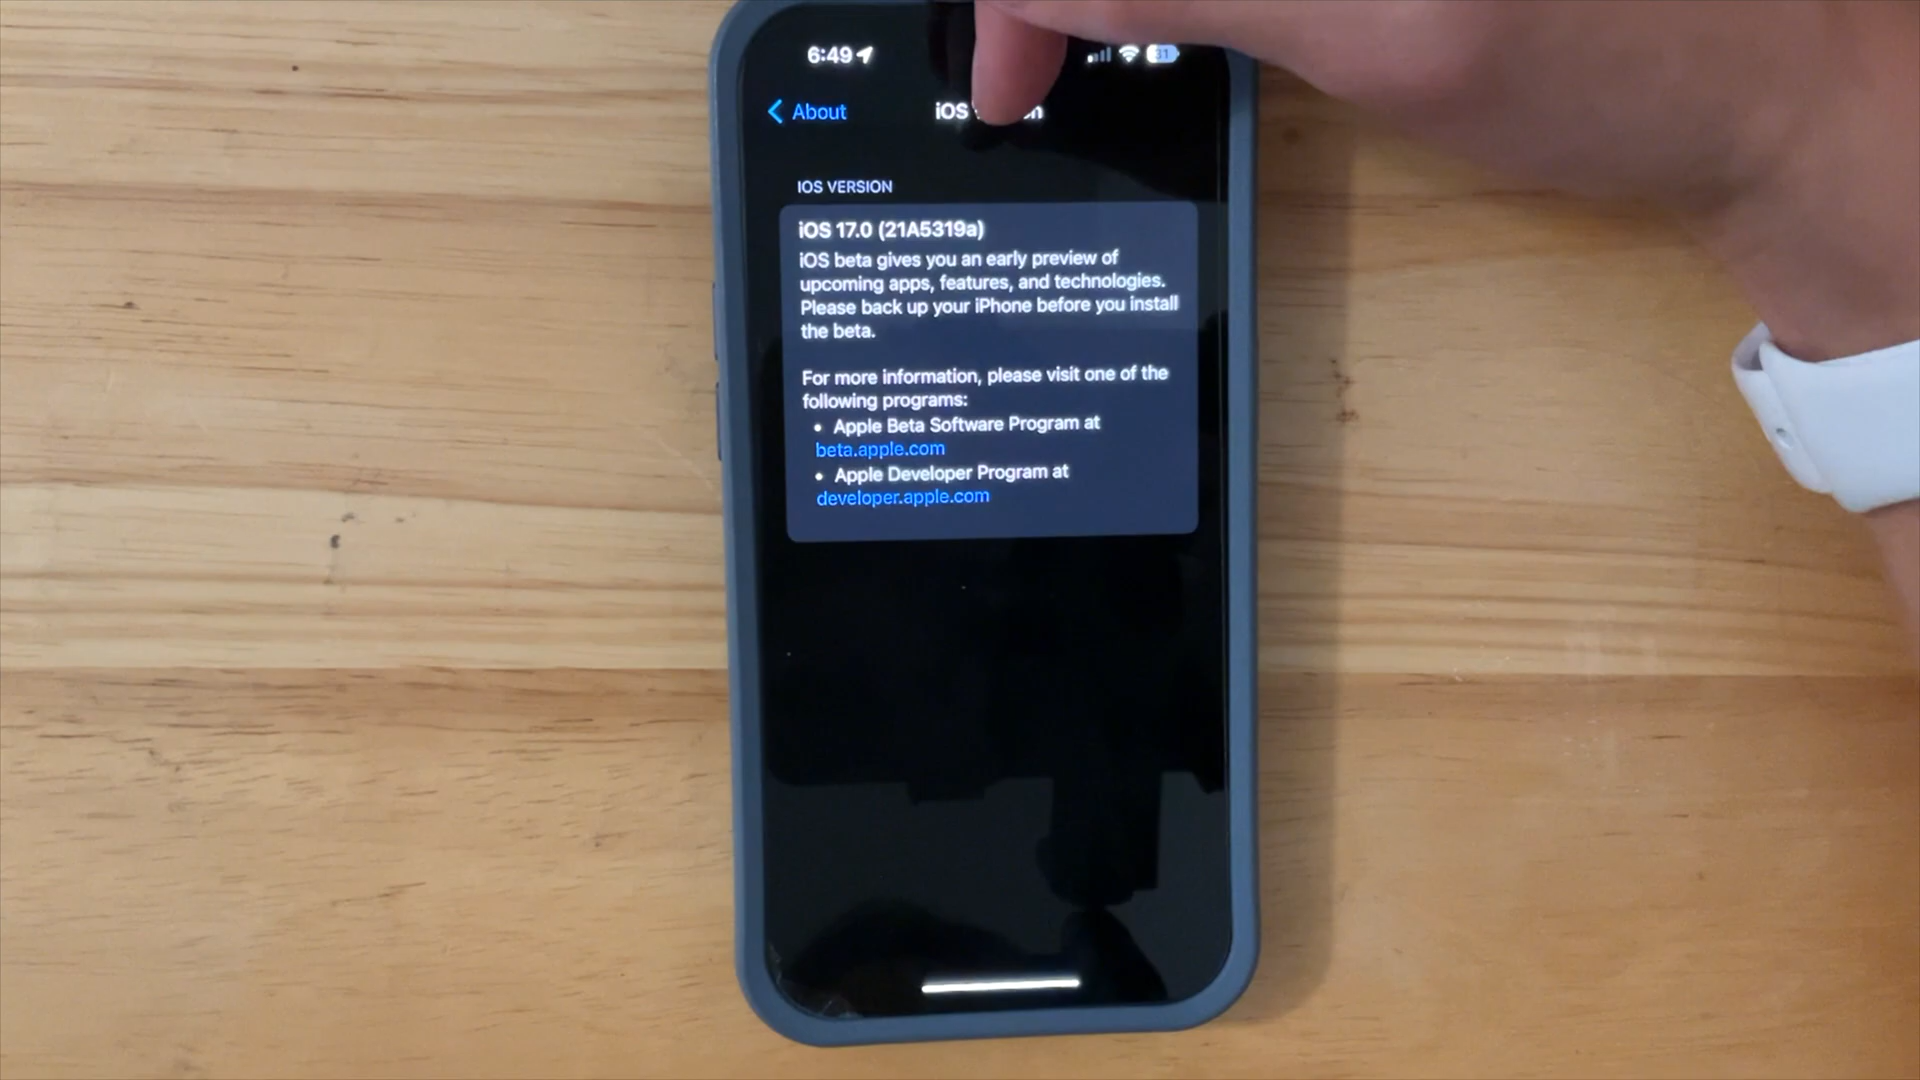 6:49
31
About
iOS
IOS VERSION
iOS 17.0 (21A5319a)
iOS beta gives you an early preview of
upcoming apps, features, and technologies.
Please back up your iPhone before you install
the beta.
For more information, please visit one of the
following programs:
• Apple Beta Software Program at
beta.apple.com
• Apple Developer Program at
developer.apple.com